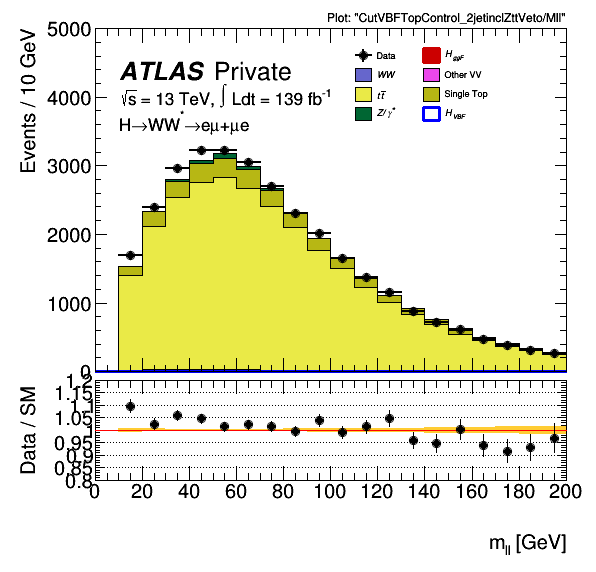 Plot: "CutVBFTopControl_2jetinclZttVeto/Mll"
Events / 10 GeV
5000
4000
3000
2000
1000
0
ATLAS Private
√s = 13 TeV, ∫ Ldt = 139 fb⁻¹
H→WW*→eμ+μe
Data
H ggF
WW
Other VV
tt̅
Single Top
Z/γ*
H VBF
Data / SM
1.2
1.15
1.1
1.05
1
0.95
0.9
0.85
0.8
0 20 40 60 80 100 120 140 160 180 200
mll [GeV]